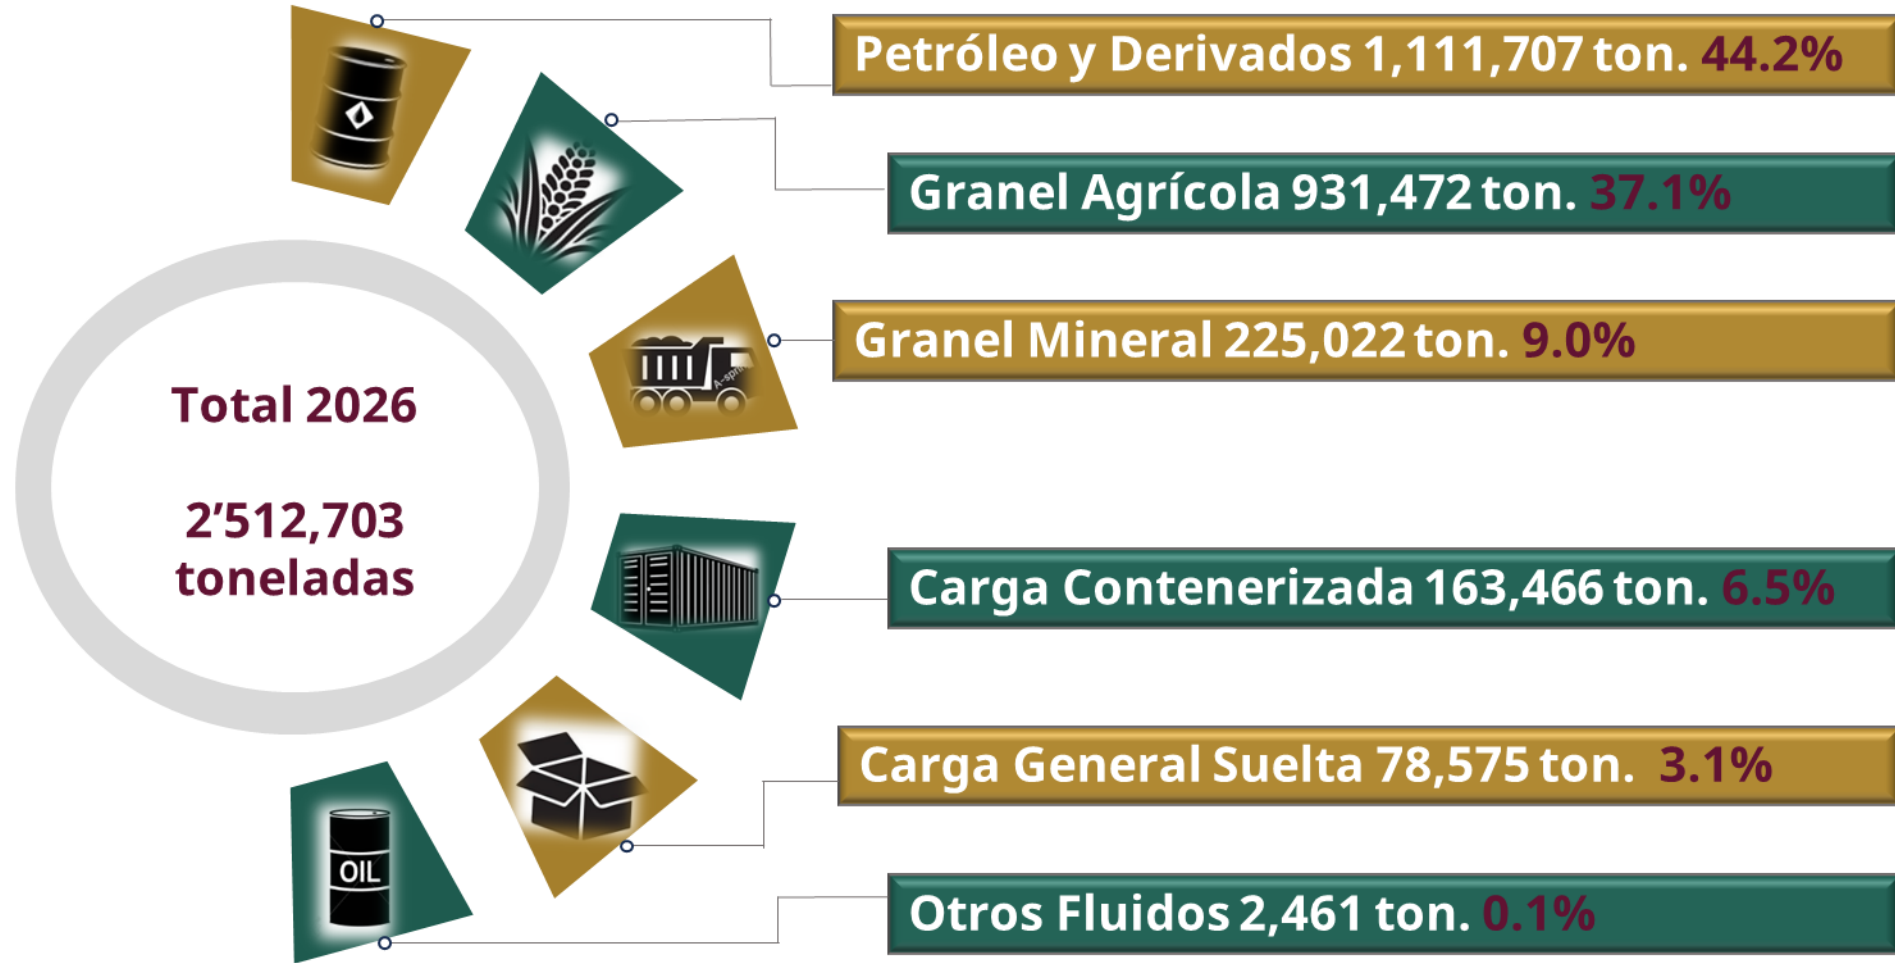 Petróleo y Derivados 1,111,707 ton. 44.2%
Granel Agrícola 931,472 ton. 37.1%
Granel Mineral 225,022 ton. 9.0%
Total 2026
2’512,703
toneladas
Carga Contenerizada 163,466 ton. 6.5%
Carga General Suelta 78,575 ton. 3.1%
OIL
Otros Fluidos 2,461 ton. 0.1%